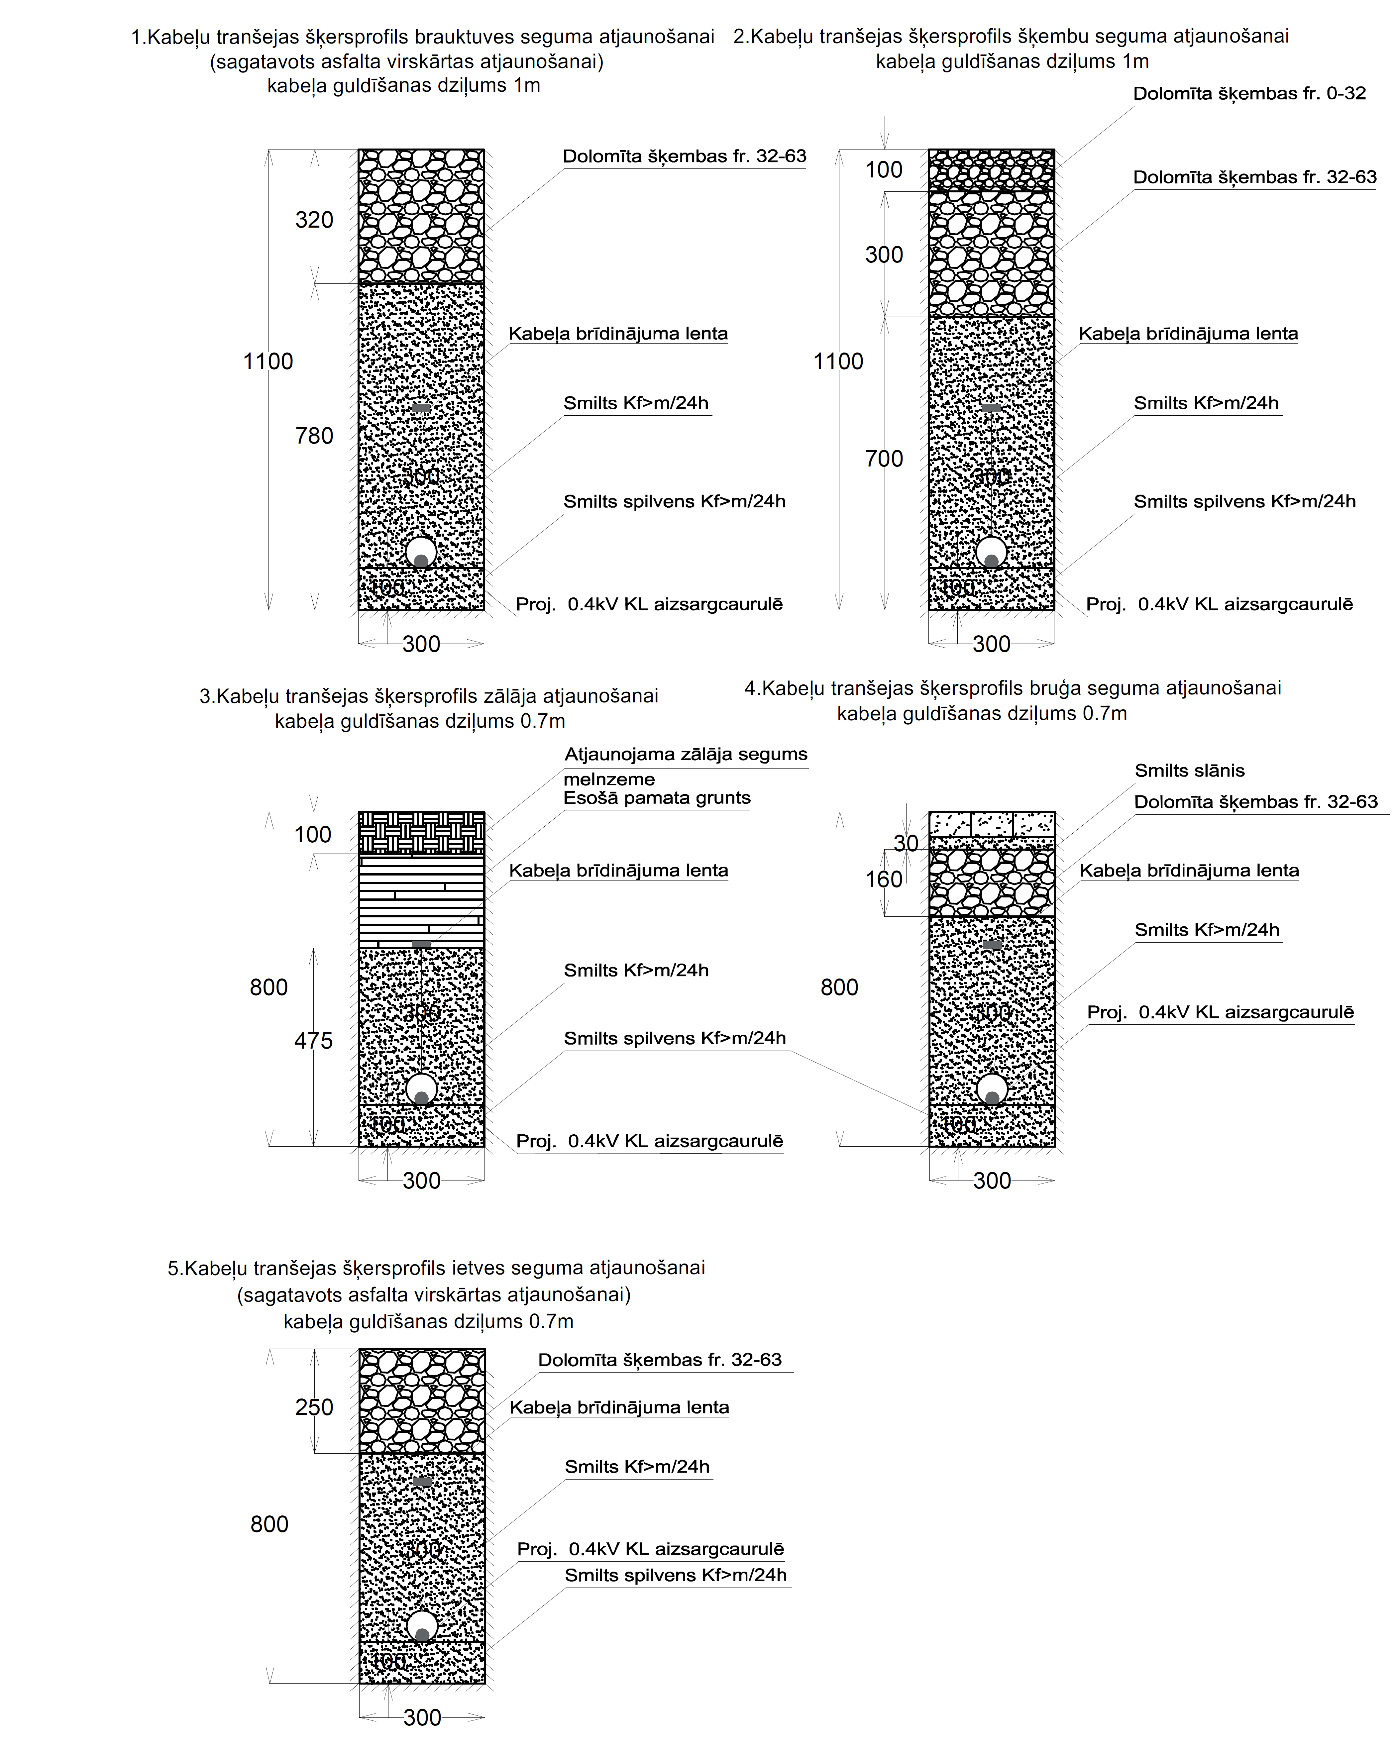 1.Kabeļu tranšejas šķersprofils brauktuves seguma atjaunošanai
(sagatavots asfalta virskārtas atjaunošanai)
kabeļa guldīšanas dziļums 1m
Dolomīta šķembas fr. 32-63
320
Kabeļa brīdinājuma lenta
1100
Smilts Kf>m/24h
780
300
Smilts spilvens Kf>m/24h
100
Proj. 0.4kV KL aizsargcaurulē
300
2.Kabeļu tranšejas šķersprofils šķembu seguma atjaunošanai
kabeļa guldīšanas dziļums 1m
Dolomīta šķembas fr. 0-32
100
Dolomīta šķembas fr. 32-63
300
Kabeļa brīdinājuma lenta
1100
Smilts Kf>m/24h
700
300
Smilts spilvens Kf>m/24h
100
Proj. 0.4kV KL aizsargcaurulē
300
3.Kabeļu tranšejas šķersprofils zālāja atjaunošanai
kabeļa guldīšanas dziļums 0.7m
Atjaunojama zālāja segums
melnzeme
Esošā pamata grunts
100
Kabeļa brīdinājuma lenta
Smilts Kf>m/24h
800
300
475
Smilts spilvens Kf>m/24h
100
Proj. 0.4kV KL aizsargcaurulē
300
4.Kabeļu tranšejas šķersprofils bruģa seguma atjaunošanai
kabeļa guldīšanas dziļums 0.7m
Smilts slānis
Dolomīta šķembas fr. 32-63
30
160
Kabeļa brīdinājuma lenta
Smilts Kf>m/24h
800
300
Proj. 0.4kV KL aizsargcaurulē
100
300
5.Kabeļu tranšejas šķersprofils ietves seguma atjaunošanai
(sagatavots asfalta virskārtas atjaunošanai)
kabeļa guldīšanas dziļums 0.7m
Dolomīta šķembas fr. 32-63
250
Kabeļa brīdinājuma lenta
Smilts Kf>m/24h
800
300
Proj. 0.4kV KL aizsargcaurulē
Smilts spilvens Kf>m/24h
100
300